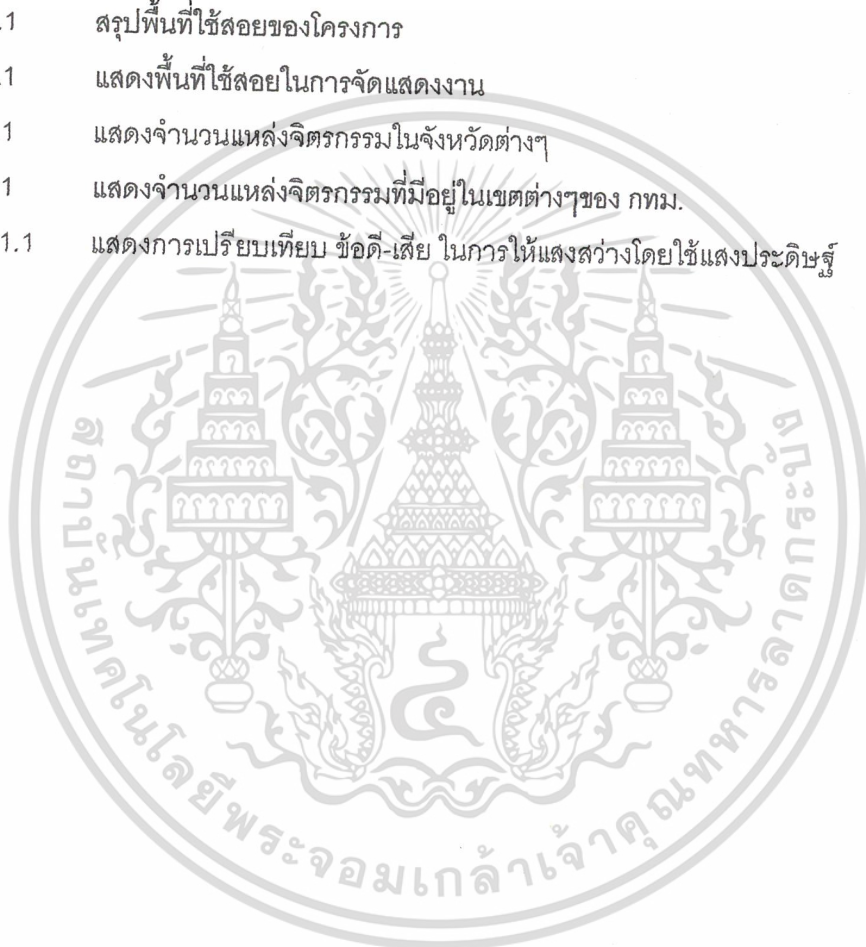 .1 สรุปพื้นที่ใช้สอยของโครงการ
.1 แสดงพื้นที่ใช้สอยในการจัดแสดงงาน
1 แสดงจำนวนแหล่งจิตรกรรมในจังหวัดต่างๆ
1 แสดงจำนวนแหล่งจิตรกรรมที่มีอยู่ในเขตต่างๆของ กทม.
1.1 แสดงการเปรียบเทียบ ข้อดี-เสีย ในการให้แสงสว่างโดยใช้แสงประดิษฐ์
สถาบันเทคโนโลยีพระจอมเกล้าเจ้าคุณทหารลาดกระบัง
๔